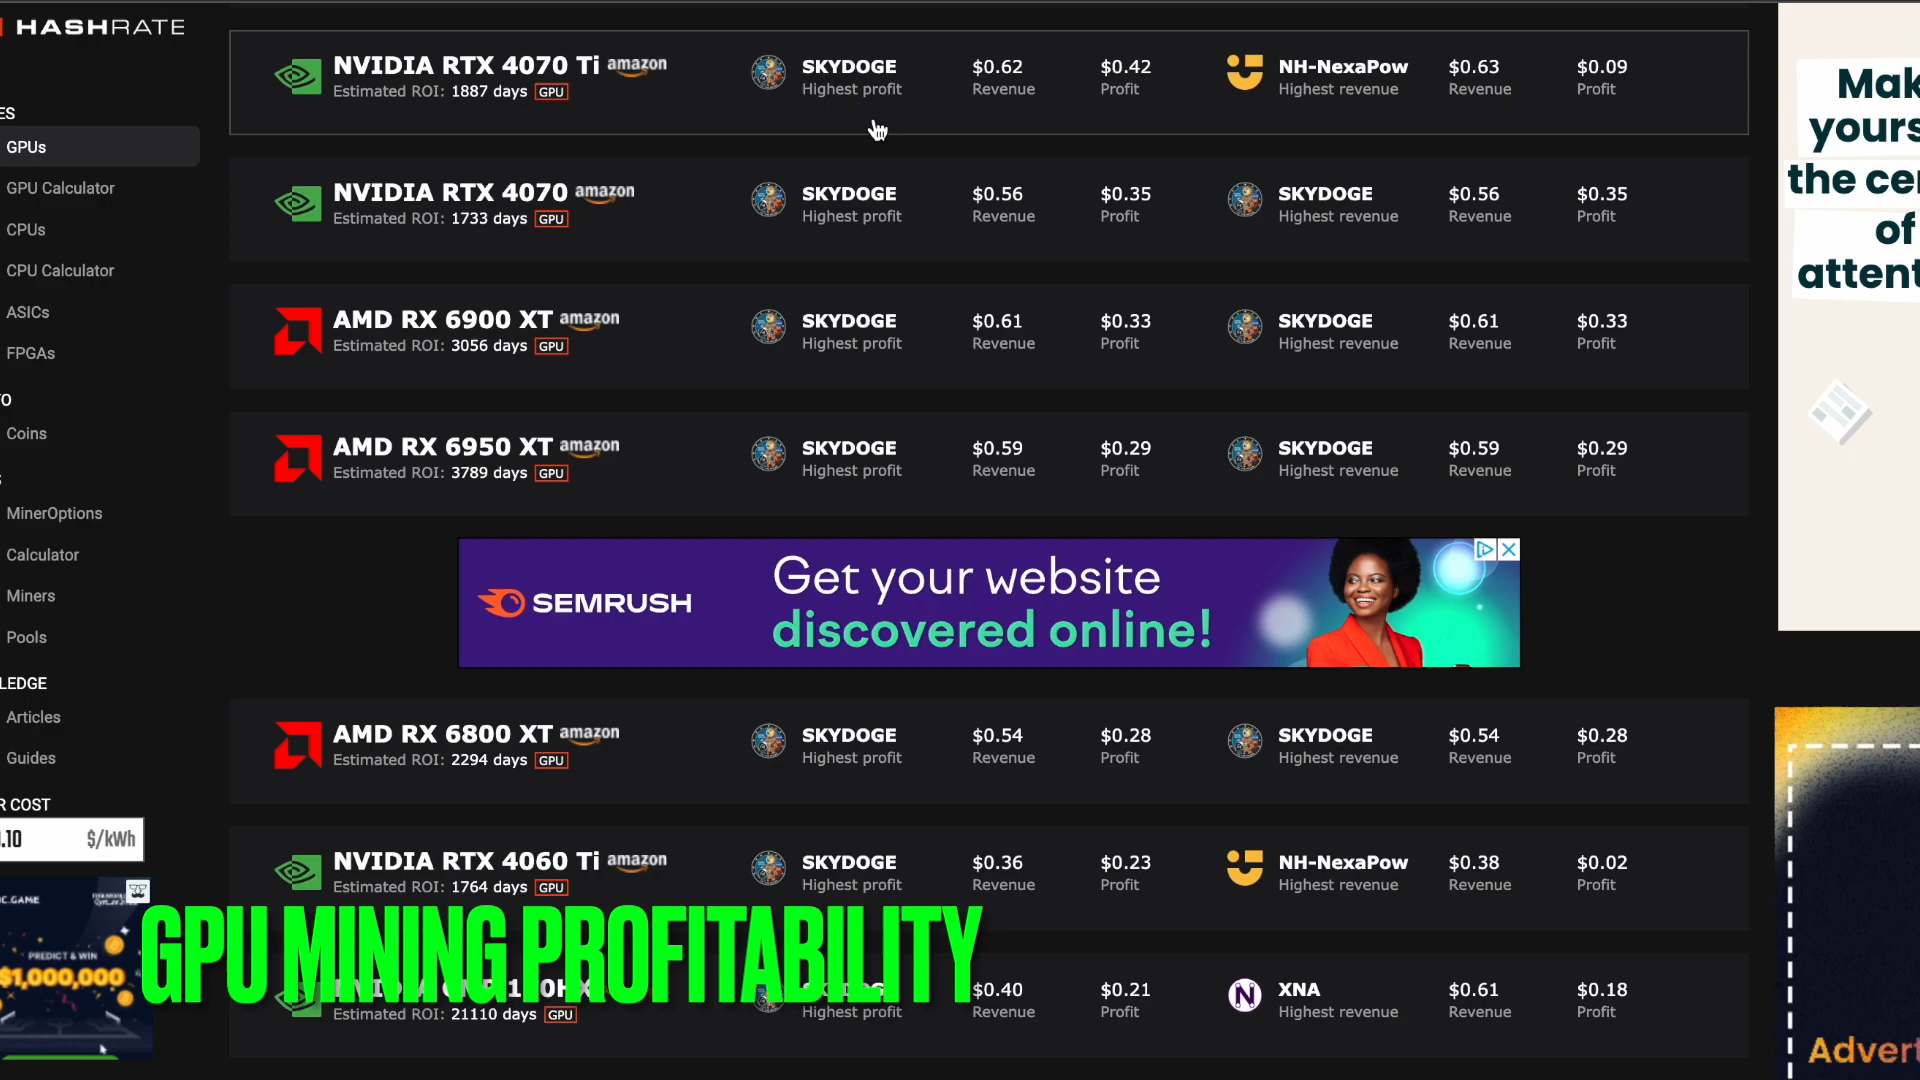 HASHRATE
ES
GPUs
GPU Calculator
CPUs
CPU Calculator
ASICs
FPGAs
O
Coins
MinerOptions
Calculator
Miners
Pools
LEDGE
Articles
Guides
R COST
.10 $/kWh
C.GAME
PREDICT & WIN
$1,000,000
NVIDIA RTX 4070 Ti amazon
Estimated ROI: 1887 days GPU
SKYDOGE $0.62 $0.42 NH-NexaPow $0.63 $0.09
Highest profit Revenue Profit Highest revenue Revenue Profit
NVIDIA RTX 4070 amazon
Estimated ROI: 1733 days GPU
SKYDOGE $0.56 $0.35 SKYDOGE $0.56 $0.35
Highest profit Revenue Profit Highest revenue Revenue Profit
AMD RX 6900 XT amazon
Estimated ROI: 3056 days GPU
SKYDOGE $0.61 $0.33 SKYDOGE $0.61 $0.33
Highest profit Revenue Profit Highest revenue Revenue Profit
AMD RX 6950 XT amazon
Estimated ROI: 3789 days GPU
SKYDOGE $0.59 $0.29 SKYDOGE $0.59 $0.29
Highest profit Revenue Profit Highest revenue Revenue Profit
SEMRUSH
Get your website
discovered online!
AMD RX 6800 XT amazon
Estimated ROI: 2294 days GPU
SKYDOGE $0.54 $0.28 SKYDOGE $0.54 $0.28
Highest profit Revenue Profit Highest revenue Revenue Profit
NVIDIA RTX 4060 Ti amazon
Estimated ROI: 1764 days GPU
SKYDOGE $0.36 $0.23 NH-NexaPow $0.38 $0.02
Highest profit Revenue Profit Highest revenue Revenue Profit
GPU MINING PROFITABILITY
Estimated ROI: 21110 days GPU
$0.40 $0.21 XNA $0.61 $0.18
Highest profit Revenue Profit Highest revenue Revenue Profit
Mak
yours
the cen
of
attent
Advert